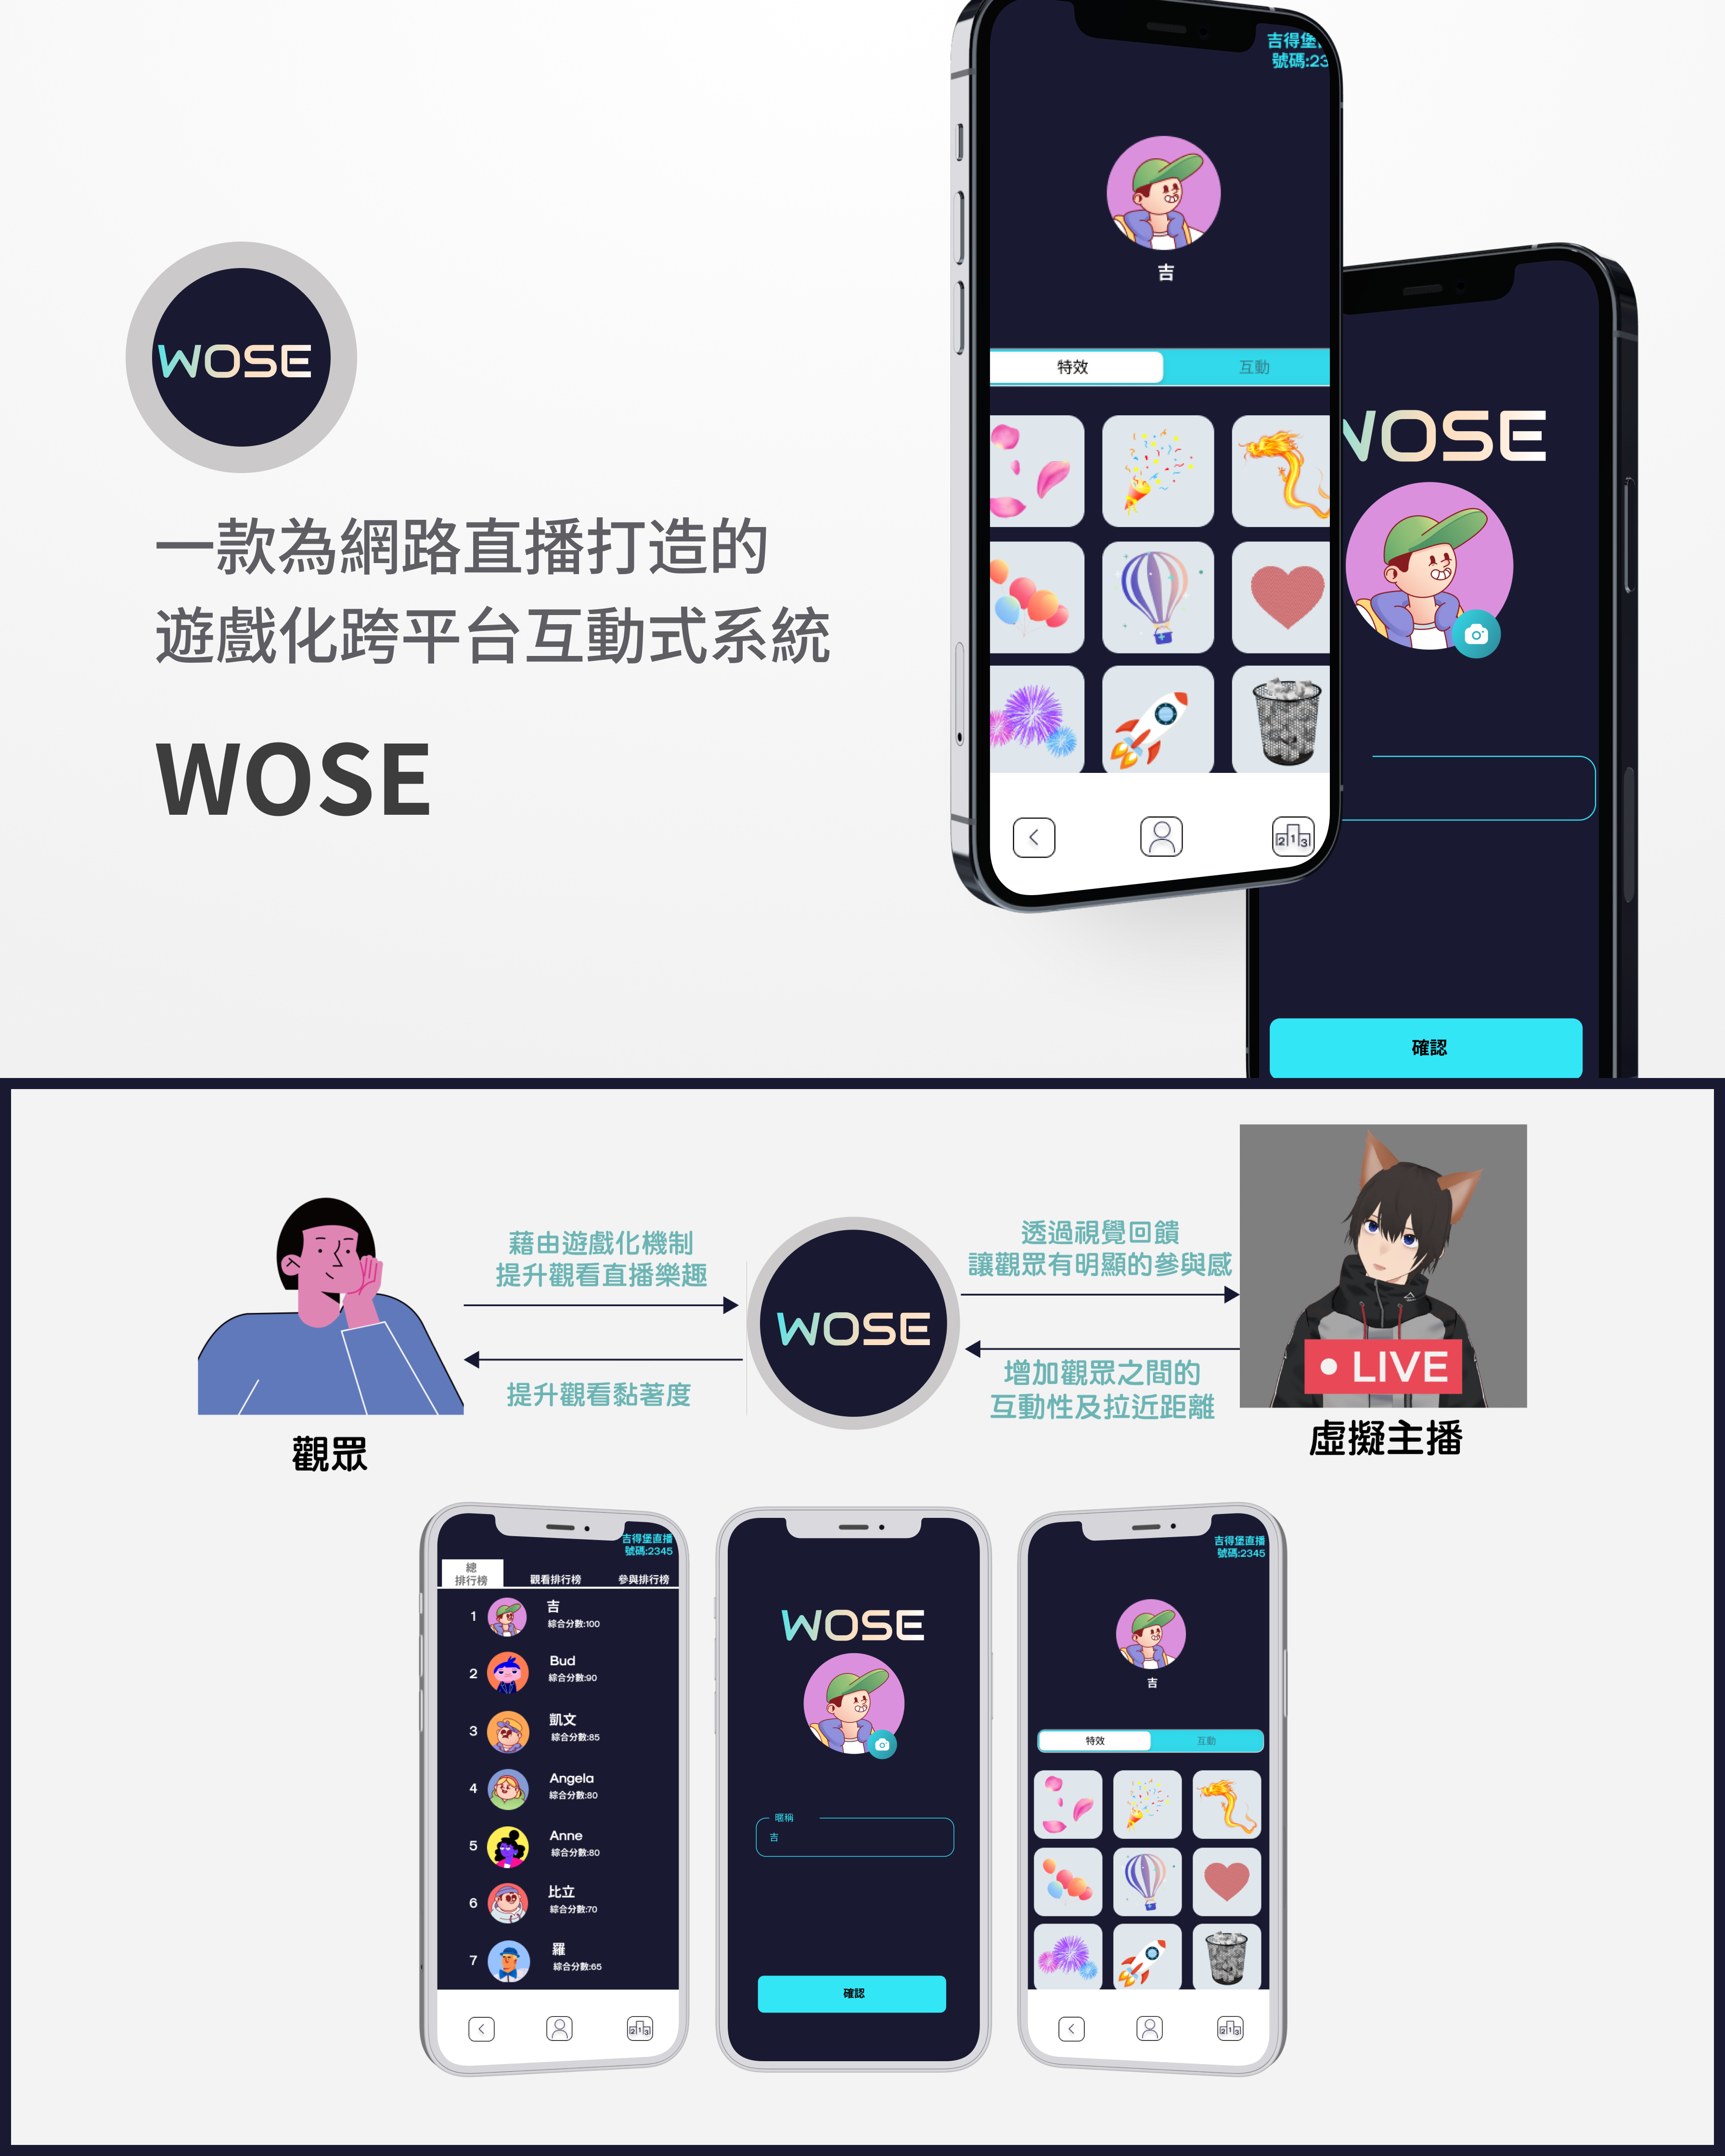 吉得堡
號碼:23
吉
特效
互動
WOSE
一款為網路直播打造的
遊戲化跨平台互動式系統
WOSE
2 1 3
WOSE
確認
藉由遊戲化機制
提升觀看直播樂趣
提升觀看黏著度
觀眾
WOSE
透過視覺回饋
讓觀眾有明顯的參與感
增加觀眾之間的
互動性及拉近距離
LIVE
虛擬主播
吉得堡直播
號碼:2345
總
排行榜
觀看排行榜
參與排行榜
1
吉
綜合分數:100
2
Bud
綜合分數:90
3
凱文
綜合分數:85
4
Angela
綜合分數:80
5
Anne
綜合分數:80
6
比立
綜合分數:70
7
羅
綜合分數:65
2 1 3
WOSE
暱稱
吉
確認
吉得堡直播
號碼:2345
吉
特效
互動
2 1 3